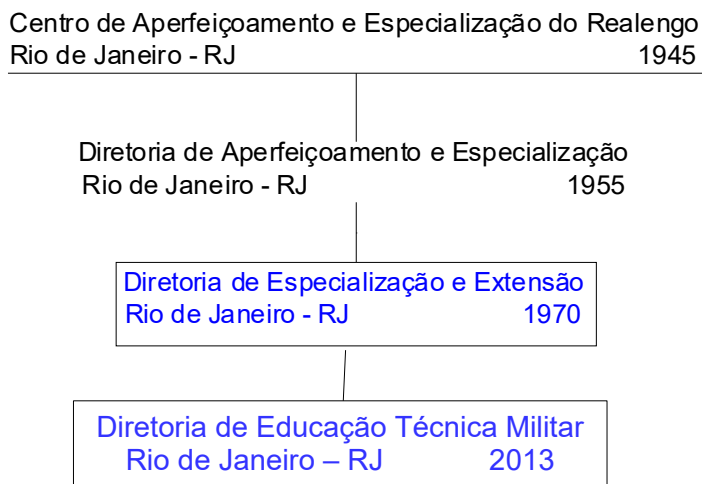 Centro de Aperfeiçoamento e Especialização do Realengo
Rio de Janeiro - RJ 1945
Diretoria de Aperfeiçoamento e Especialização
Rio de Janeiro - RJ 1955
Diretoria de Especialização e Extensão
Rio de Janeiro - RJ 1970
Diretoria de Educação Técnica Militar
Rio de Janeiro – RJ 2013